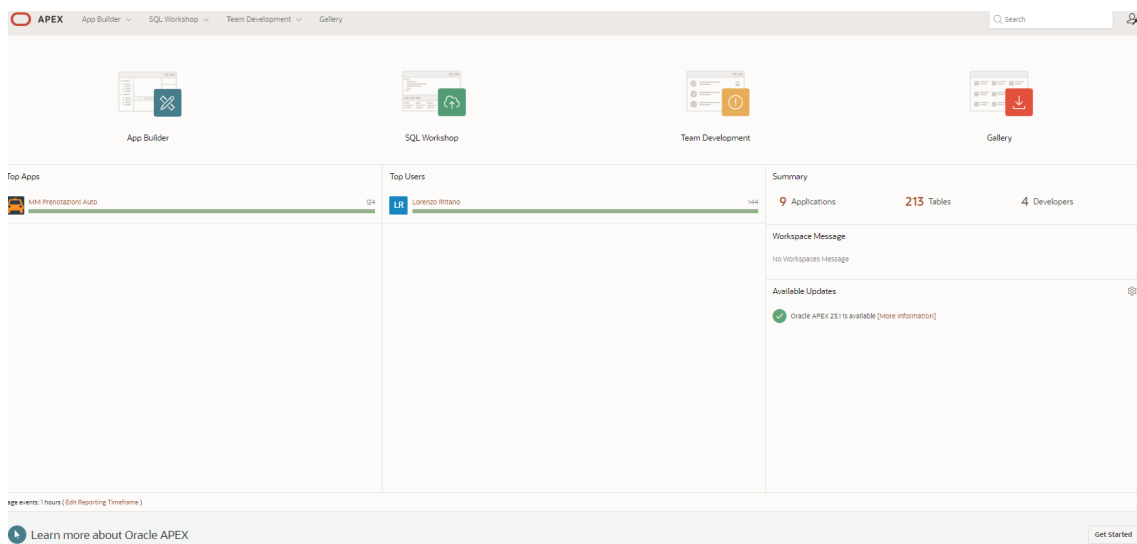 APEX App Builder SQL Workshop Team Development Gallery Search
App Builder SQL Workshop Team Development Gallery
Top Apps
MM Prenotazioni Auto 124
Top Users
LR Lorenzo Rittano 144
Summary
9 Applications 213 Tables 4 Developers
Workspace Message
No Workspaces Message
Available Updates
Oracle APEX 23.1 is available [More Information]
age events: 1 hours ( Edit Reporting Timeframe )
Learn more about Oracle APEX Get Started